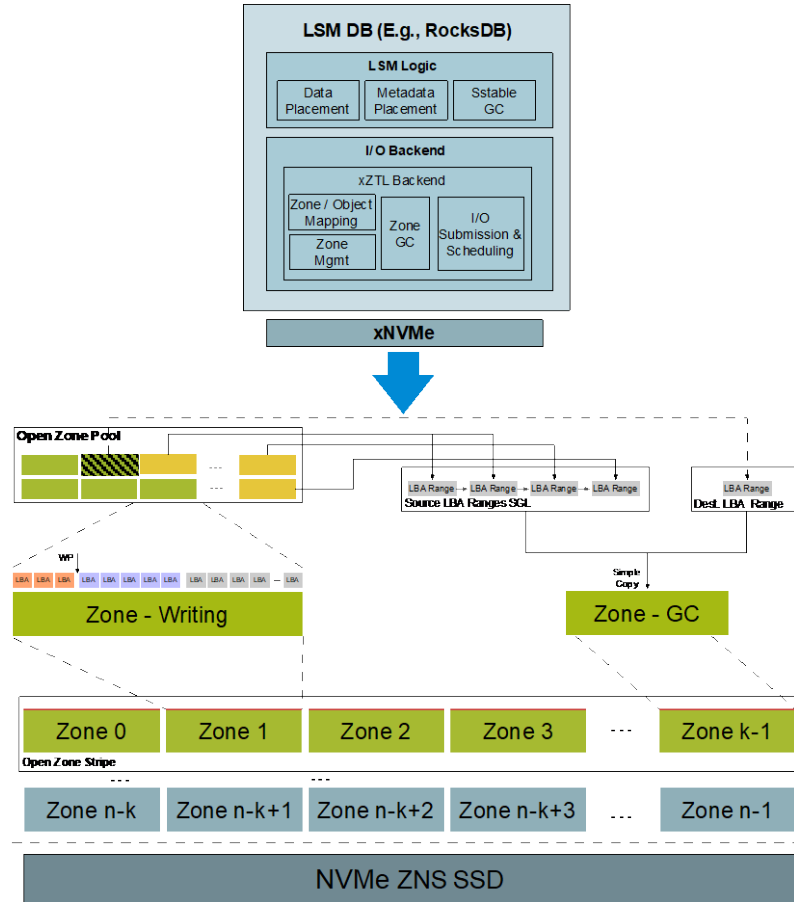 LSM DB (E.g., RocksDB)
LSM Logic
Data
Placement
Metadata
Placement
Sstable
GC
I/O Backend
xZTL Backend
Zone / Object
Mapping
Zone
Mgmt
Zone
GC
I/O
Submission &
Scheduling
xNVMe
Open Zone Pool
---
---
LBA Range
LBA Range
LBA Range
LBA Range
Source LBA Ranges SGL
LBA Range
Dest. LBA Range
WP
LBA LBA LBA LBA LBA LBA LBA LBA LBA LBA LBA LBA --- LBA
Zone - Writing
Simple
Copy
Zone - GC
Zone 0
Zone 1
Zone 2
Zone 3
---
Zone k-1
Open Zone Stripe
---
---
Zone n-k
Zone n-k+1
Zone n-k+2
Zone n-k+3
---
Zone n-1
NVMe ZNS SSD